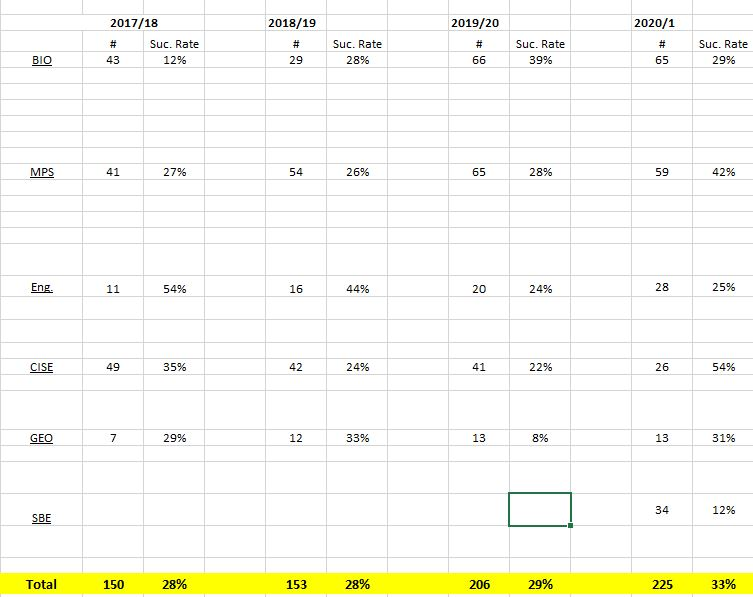 2017/18 2018/19 2019/20 2020/1
# Suc. Rate # Suc. Rate # Suc. Rate # Suc. Rate
BIO 43 12% 29 28% 66 39% 65 29%
MPS 41 27% 54 26% 65 28% 59 42%
Eng. 11 54% 16 44% 20 24% 28 25%
CISE 49 35% 42 24% 41 22% 26 54%
GEO 7 29% 12 33% 13 8% 13 31%
SBE 34 12%
Total 150 28% 153 28% 206 29% 225 33%